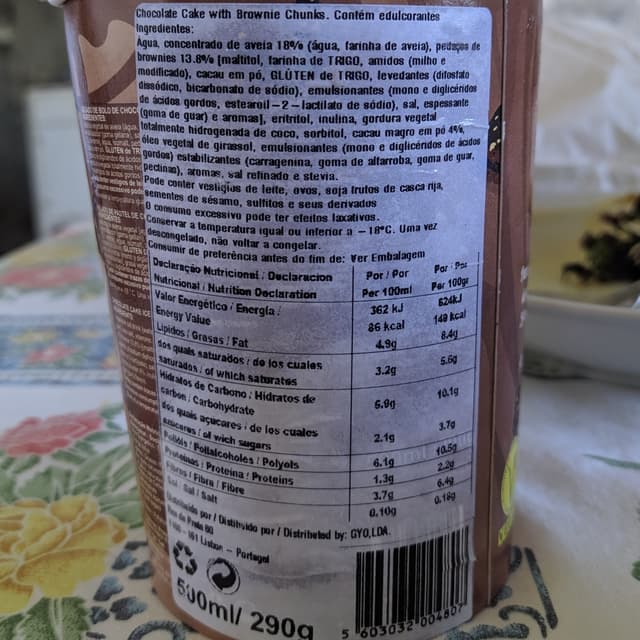 Chocolate Cake with Brownie Chunks. Contém edulcorantes
Ingredientes:
Água, concentrado de aveia 18% (água, farinha de aveia), pedaços de
brownies 13.8% [maltitol, farinha de TRIGO, amidos (milho e
modificado), cacau em pó, GLÚTEN de TRIGO, levedantes (difosfato
dissódico, bicarbonato de sódio), emulsionantes (mono e diglicéridos
de ácidos gordos, estearoil-2-lactilato de sódio), sal, espessante
(goma de guar) e aromas], eritritol, inulina, gordura vegetal
totalmente hidrogenada de coco, sorbitol, cacau magro em pó 4%,
óleo vegetal de girassol, emulsionantes (mono e diglicéridos de ácidos
gordos) estabilizantes (carragenina, goma de alfarroba, goma de guar,
pectina), aromas, sal refinado e stevia.
Pode conter vestígios de leite, ovos, soja frutos de casca rija,
sementes de sésamo, sulfitos e seus derivados
O consumo excessivo pode ter efeitos laxativos.
Conservar a temperatura igual ou inferior a -18ºC. Uma vez
descongelado, não voltar a congelar.
Consumir de preferência antes do fim de: Ver Embalagem
Declaração Nutricional / Declaracion
Nutricional / Nutrition Declaration
Por / Por
Per 100ml
Por / Por
Per 100gr
Valor Energético / Energía /
Energy Value
362 kJ
86 kcal
624kJ
149 kcal
Lípidos / Grasas / Fat
4.9g
8.4g
dos quais saturados / de los cuales
saturados / of which saturates
3.2g
5.5g
Hidratos de Carbono / Hidratos de
carbon / Carbohydrate
5.9g
10.1g
dos quais açucares / de los cuales
azucares / of wich sugars
2.1g
3.7g
Polióis / Polialcoholes / Polyols
6.1g
10.5g
Proteinas / Proteina / Proteins
1.3g
2.2g
Fibras / Fibra / Fibre
3.7g
6.4g
Sal / Sal / Salt
0.10g
0.18g
Distribuido por / Distibuido por / Distributed by: GYO,LDA.
Lisboa - Portugal
500ml/ 290g
5 603032 004807